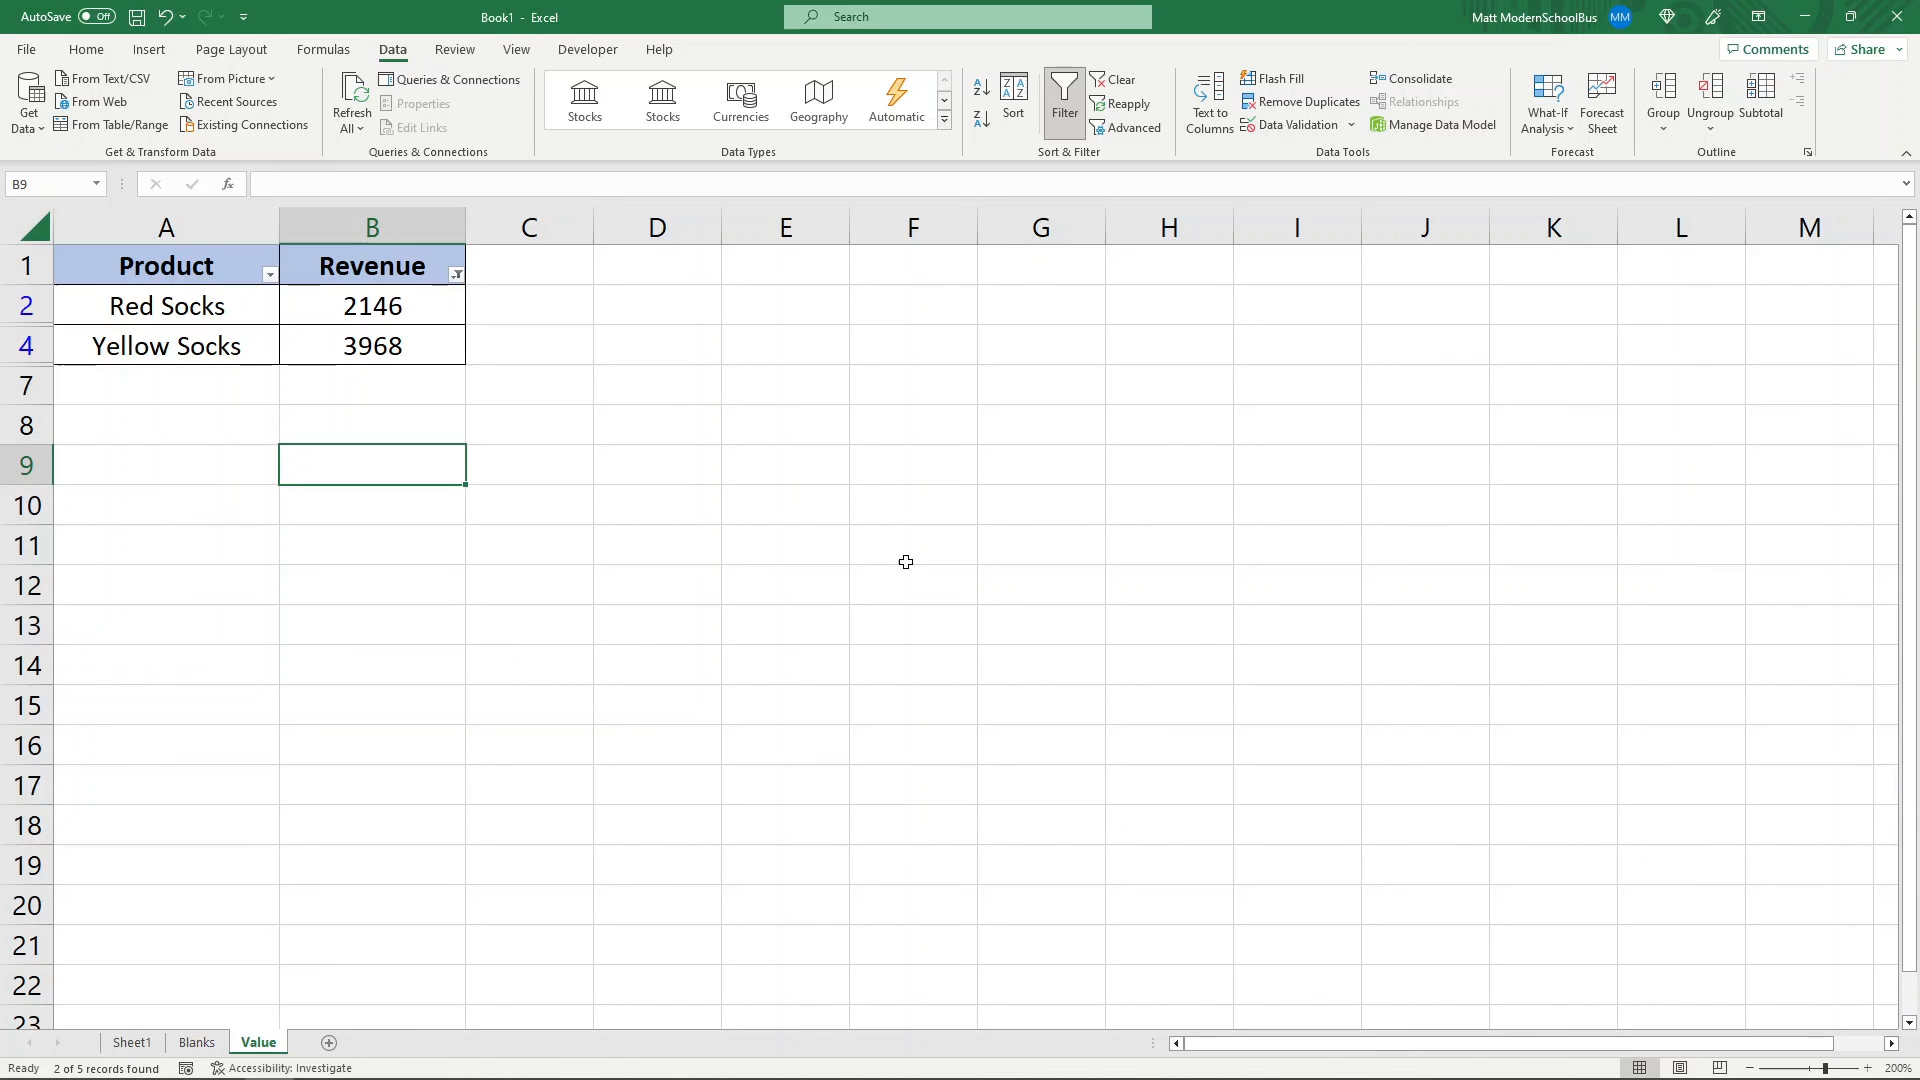 AutoSave Off Book1 - Excel Search Matt ModernSchoolBus MM
File Home Insert Page Layout Formulas Data Review View Developer Help Comments Share
Get Data
From Text/CSV
From Web
From Table/Range
From Picture
Recent Sources
Existing Connections
Get & Transform Data
Refresh All
Queries & Connections
Properties
Edit Links
Queries & Connections
Stocks Stocks Currencies Geography Automatic
Data Types
Sort
Filter
Clear
Reapply
Advanced
Sort & Filter
Text to Columns
Flash Fill
Remove Duplicates
Data Validation
Consolidate
Relationships
Manage Data Model
Data Tools
What-If Analysis
Forecast Sheet
Forecast
Group Ungroup Subtotal
Outline
B9 fx
A B C D E F G H I J K L M
1 Product Revenue
2 Red Socks 2146
4 Yellow Socks 3968
7
8
9
10
11
12
13
14
15
16
17
18
19
20
21
22
23
Sheet1 Blanks Value
Ready 2 of 5 records found Accessibility: Investigate 200%